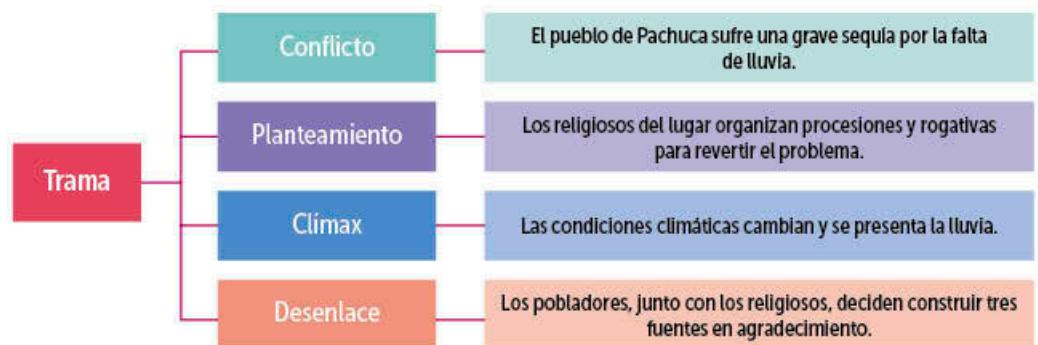 Trama
Conflicto
El pueblo de Pachuca sufre una grave sequía por la falta
de lluvia.
Planteamiento
Los religiosos del lugar organizan procesiones y rogativas
para revertir el problema.
Clímax
Las condiciones climáticas cambian y se presenta la lluvia.
Desenlace
Los pobladores, junto con los religiosos, deciden construir tres
fuentes en agradecimiento.